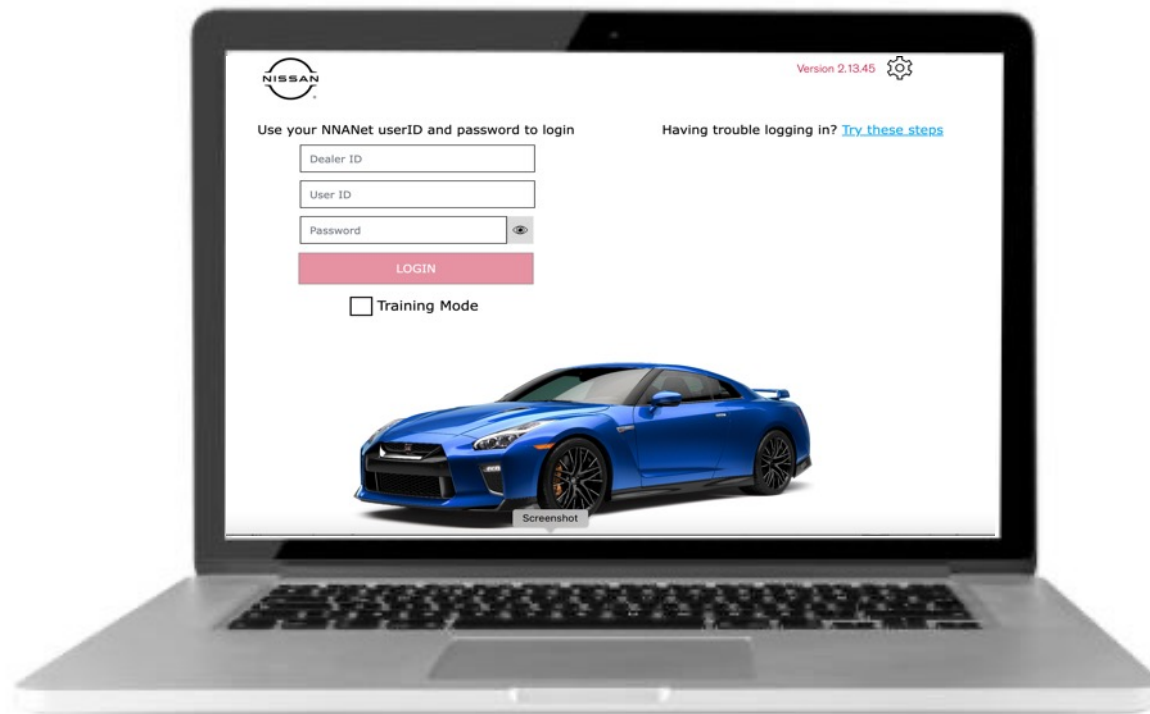 NISSAN
Version 2.13.45
Use your NNANet userID and password to login
Having trouble logging in? Try these steps
Dealer ID
User ID
Password
LOGIN
Training Mode
Screenshot